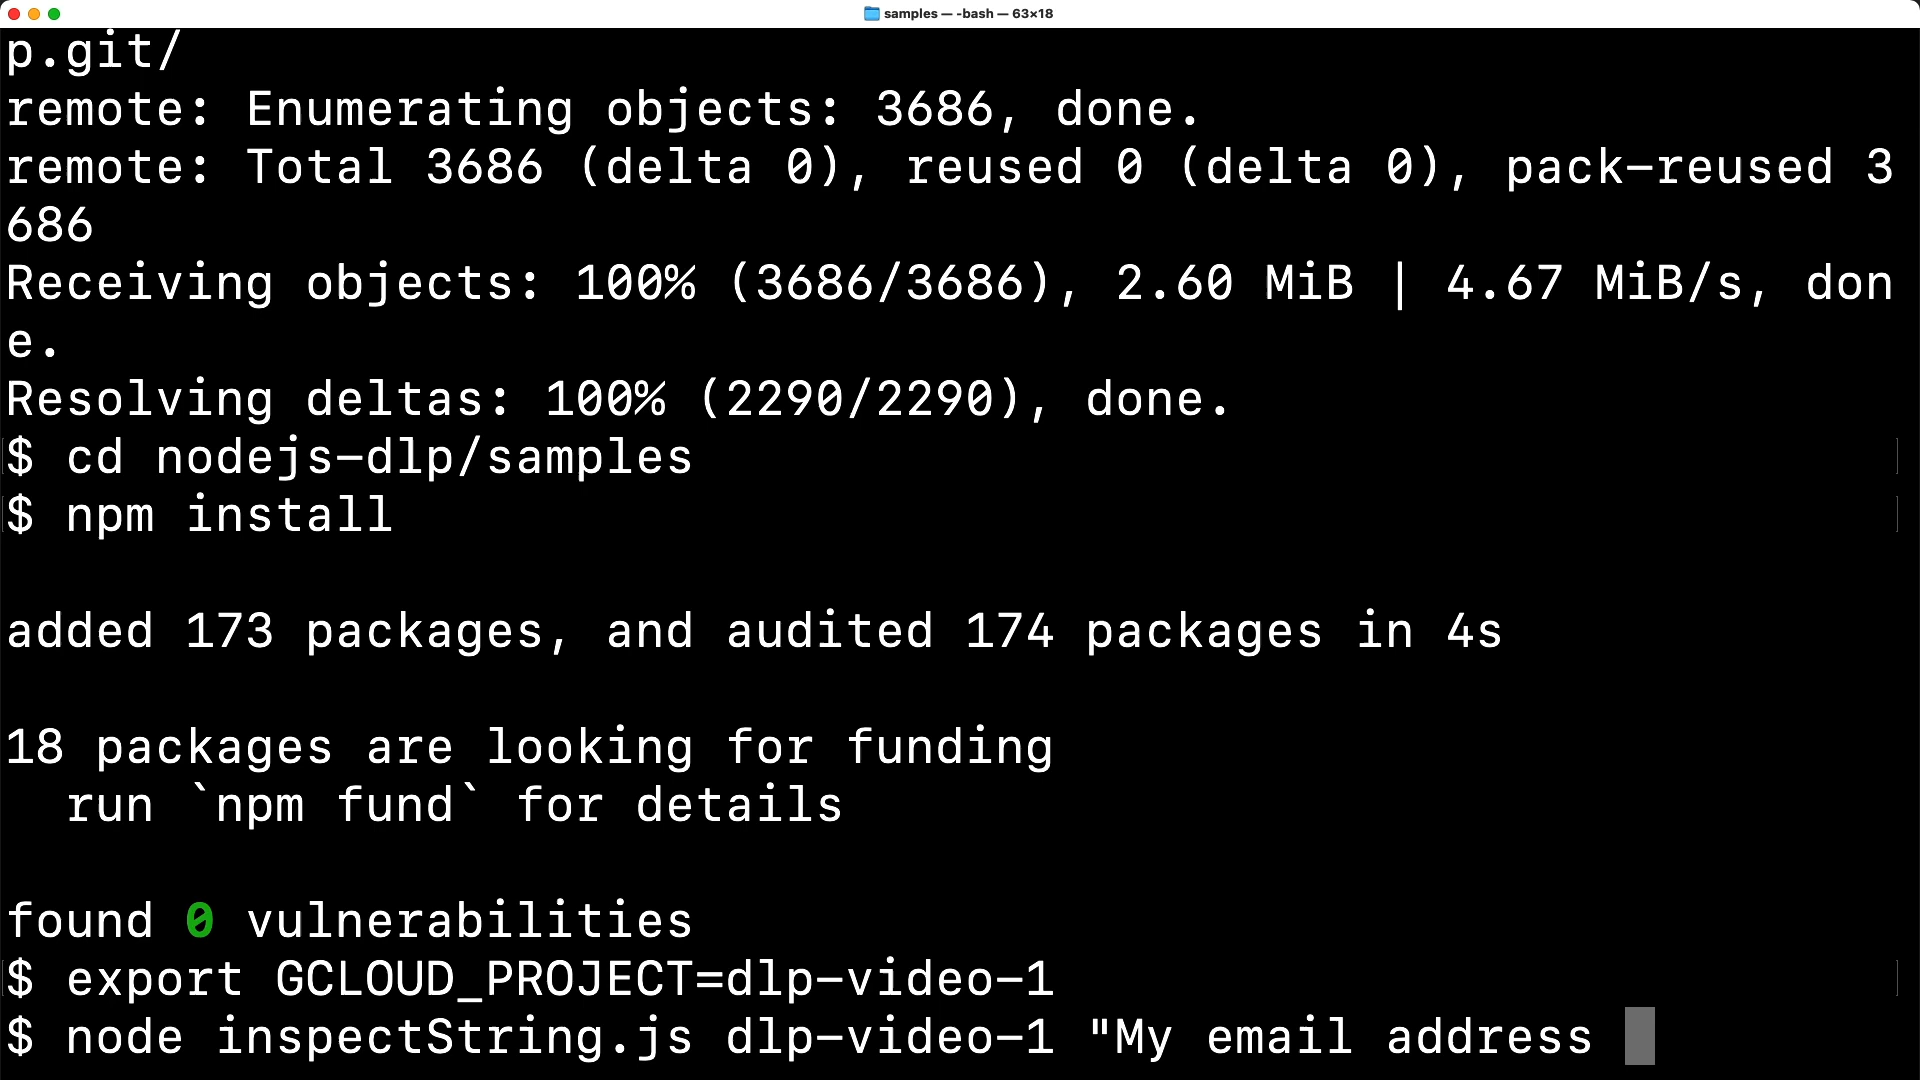 samples — -bash — 63×18
p.git/
remote: Enumerating objects: 3686, done.
remote: Total 3686 (delta 0), reused 0 (delta 0), pack-reused 3
686
Receiving objects: 100% (3686/3686), 2.60 MiB | 4.67 MiB/s, don
e.
Resolving deltas: 100% (2290/2290), done.
$ cd nodejs-dlp/samples
$ npm install
added 173 packages, and audited 174 packages in 4s
18 packages are looking for funding
  run `npm fund` for details
found 0 vulnerabilities
$ export GCLOUD_PROJECT=dlp-video-1
$ node inspectString.js dlp-video-1 "My email address